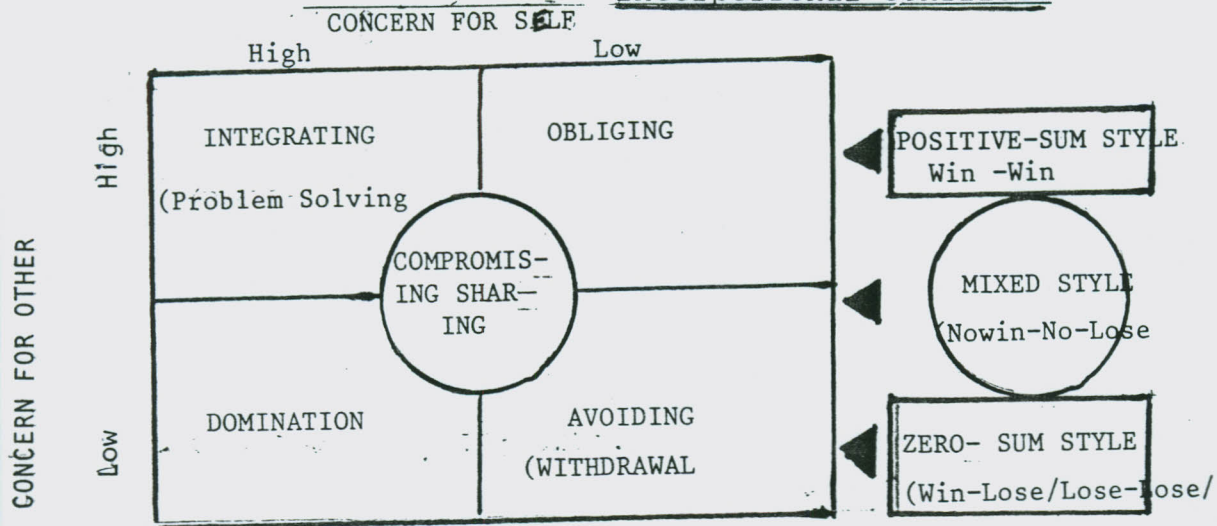 CONCERN FOR SELF
High Low
High
INTEGRATING OBLIGING
(Problem Solving
COMPROMIS-
ING SHAR-
ING
CONCERN FOR OTHER
Low
DOMINATION AVOIDING
(WITHDRAWAL
POSITIVE-SUM STYLE
Win -Win
MIXED STYLE
(Nowin-No-Lose
ZERO- SUM STYLE
(Win-Lose/Lose-Lose/